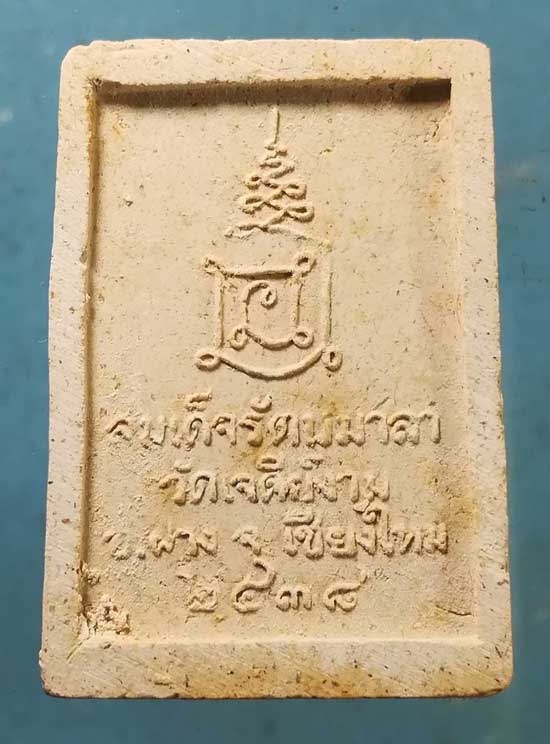 สมเด็จรัตนมาลา
วัดเจดีย์งาม
อ.ฝาง จ.เชียงใหม่
๒๕๓๘